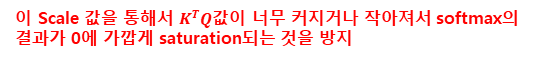 이 Scale 값을 통해서 𝑲ᵀ𝑸값이 너무 커지거나 작아져서 softmax의
결과가 0에 가깝게 saturation되는 것을 방지